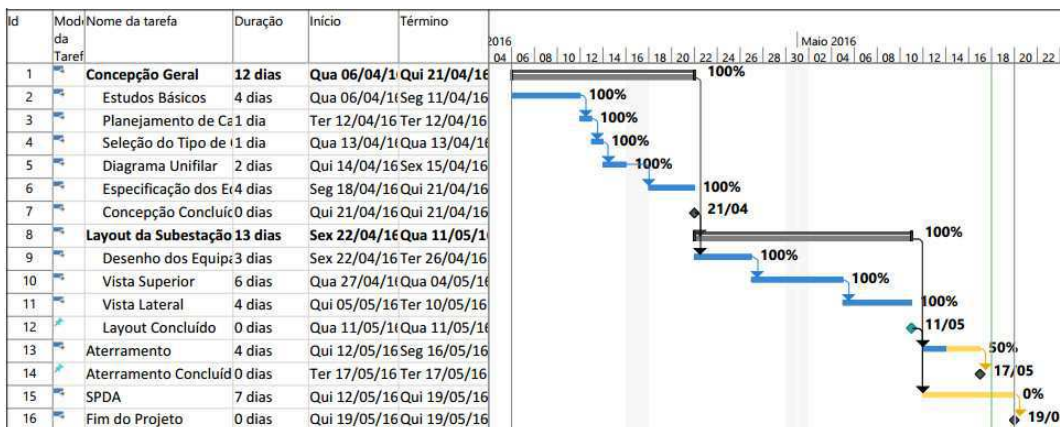 Id Modo da Taref Nome da tarefa Duração Início Término
2016 Maio 2016
04 06 08 10 10 12 14 16 18 20 22 24 26 28 30 02 04 06 08 10 12 14 16 18 20 22
1 Concepção Geral 12 dias Qua 06/04/1 Qui 21/04/16 100%
2 Estudos Básicos 4 dias Qua 06/04/16 Seg 11/04/16 100%
3 Planejamento de Ca 1 dia Ter 12/04/16 Ter 12/04/16 100%
4 Seleção do Tipo de 1 dia Qua 13/04/16 Qua 13/04/16 100%
5 Diagrama Unifilar 2 dias Qui 14/04/16 Sex 15/04/16 100%
6 Especificação dos Ec 4 dias Seg 18/04/16 Qui 21/04/16 100%
7 Concepção Concluíd 0 dias Qui 21/04/16 Qui 21/04/16 21/04
8 Layout da Subestação 13 dias Sex 22/04/16 Qua 11/05/1 100%
9 Desenho dos Equipa 3 dias Sex 22/04/16 Ter 26/04/16 100%
10 Vista Superior 6 dias Qua 27/04/16 Qua 04/05/16 100%
11 Vista Lateral 4 dias Qui 05/05/16 Ter 10/05/16 100%
12 Layout Concluído 0 dias Qua 11/05/16 Qua 11/05/16 11/05
13 Aterramento 4 dias Qui 12/05/16 Seg 16/05/16 50%
14 Aterramento Concluíd 0 dias Ter 17/05/16 Ter 17/05/16 17/05
15 SPDA 7 dias Qui 12/05/16 Qui 19/05/16 0%
16 Fim do Projeto 0 dias Qui 19/05/16 Qui 19/05/16 19/0